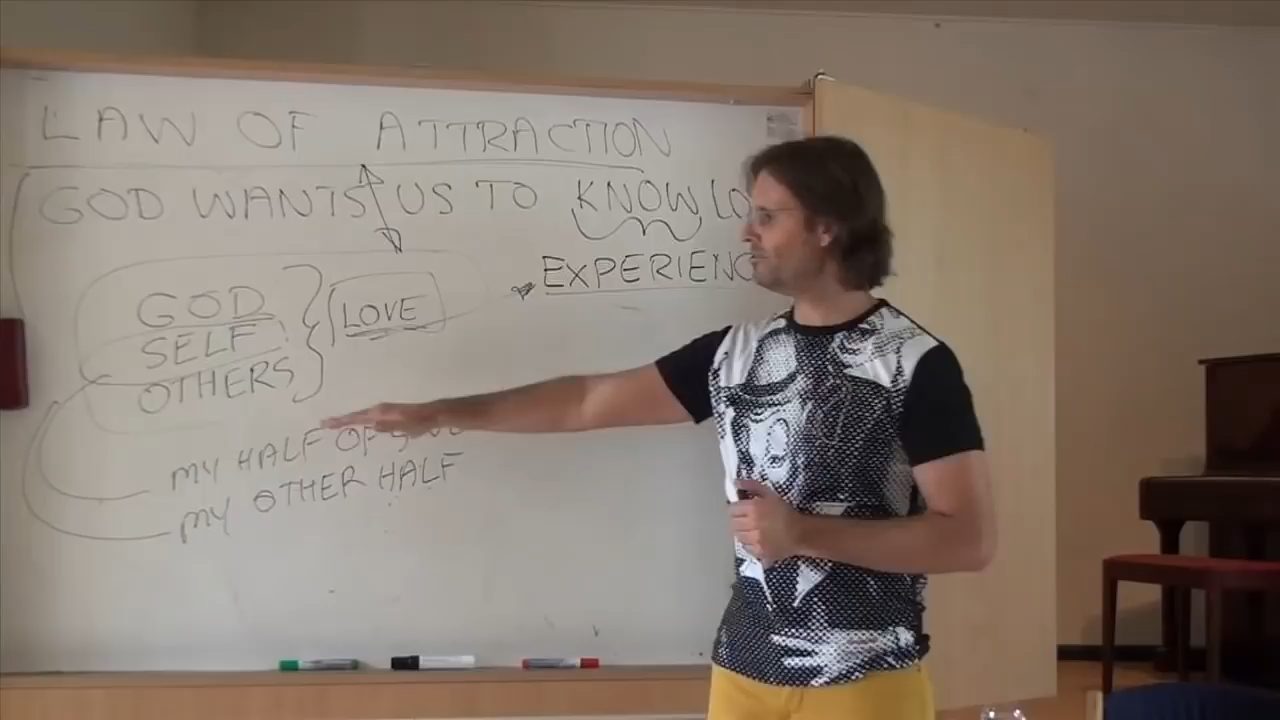 LAW OF ATTRACTION
GOD WANTS US TO KNOW
EXPERIENC
GOD
SELF
OTHERS
LOVE
MY HALF OF
MY OTHER HALF